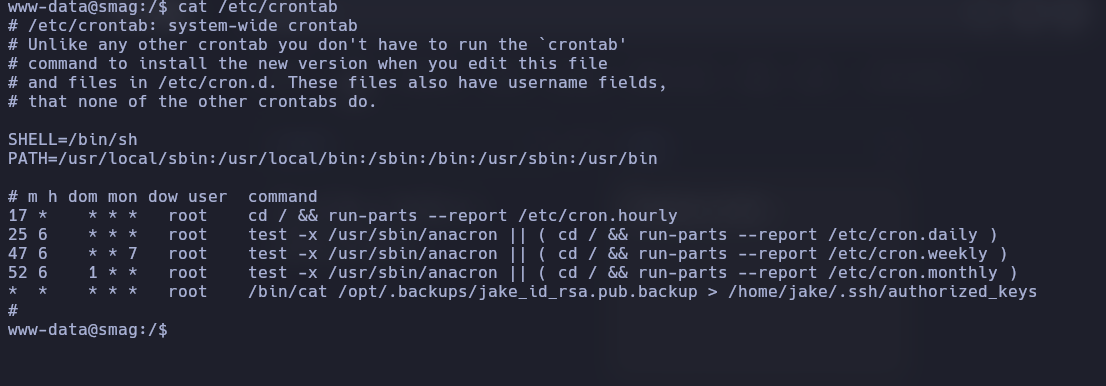 www-data@smag:/$ cat /etc/crontab
# /etc/crontab: system-wide crontab
# Unlike any other crontab you don't have to run the `crontab'
# command to install the new version when you edit this file
# and files in /etc/cron.d. These files also have username fields,
# that none of the other crontabs do.

SHELL=/bin/sh
PATH=/usr/local/sbin:/usr/local/bin:/sbin:/bin:/usr/sbin:/usr/bin

# m h dom mon dow user  command
17 *    * * *   root    cd / && run-parts --report /etc/cron.hourly
25 6    * * *   root    test -x /usr/sbin/anacron || ( cd / && run-parts --report /etc/cron.daily )
47 6    * * 7   root    test -x /usr/sbin/anacron || ( cd / && run-parts --report /etc/cron.weekly )
52 6    1 * *   root    test -x /usr/sbin/anacron || ( cd / && run-parts --report /etc/cron.monthly )
*  *    * * *   root    /bin/cat /opt/.backups/jake_id_rsa.pub.backup > /home/jake/.ssh/authorized_keys
#
www-data@smag:/$